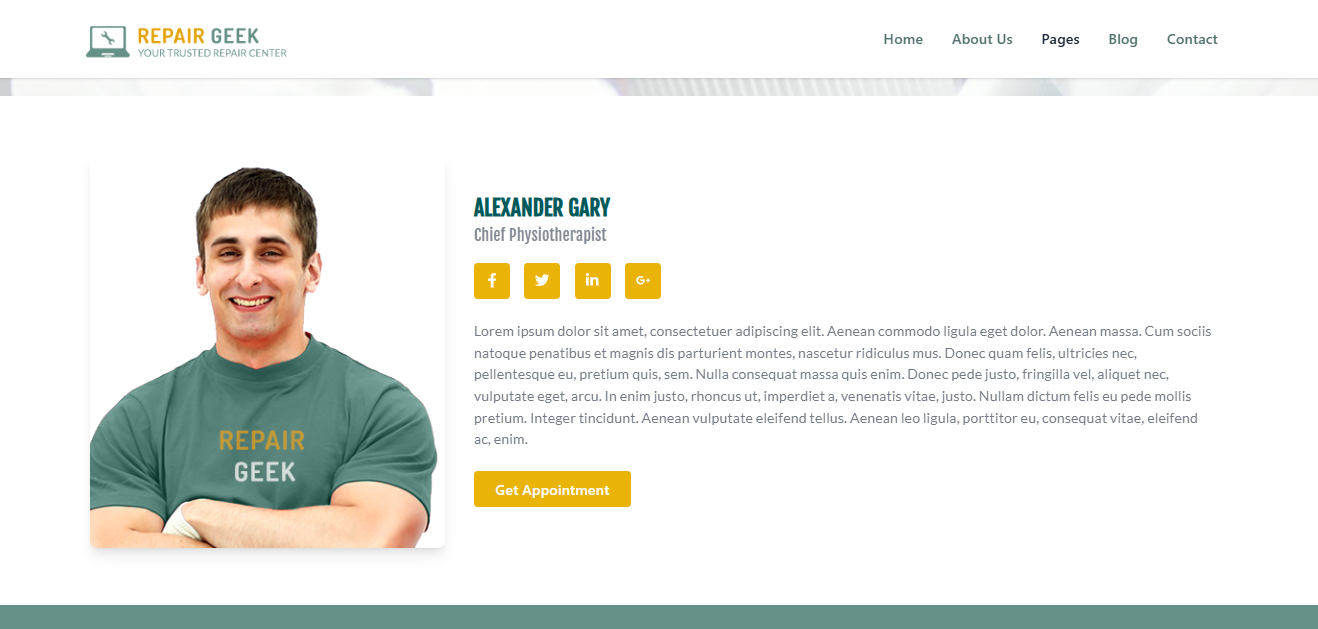 REPAIR GEEK
YOUR TRUSTED REPAIR CENTER
Home About Us Pages Blog Contact
ALEXANDER GARY
Chief Physiotherapist
f in G+
Lorem ipsum dolor sit amet, consectetuer adipiscing elit. Aenean commodo ligula eget dolor. Aenean massa. Cum sociis
natoque penatibus et magnis dis parturient montes, nascetur ridiculus mus. Donec quam felis, ultricies nec,
pellentesque eu, pretium quis, sem. Nulla consequat massa quis enim. Donec pede justo, fringilla vel, aliquet nec,
vulputate eget, arcu. In enim justo, rhoncus ut, imperdiet a, venenatis vitae, justo. Nullam dictum felis eu pede mollis
pretium. Integer tincidunt. Aenean vulputate eleifend tellus. Aenean leo ligula, porttitor eu, consequat vitae, eleifend
ac, enim.
REPAIR
GEEK
Get Appointment